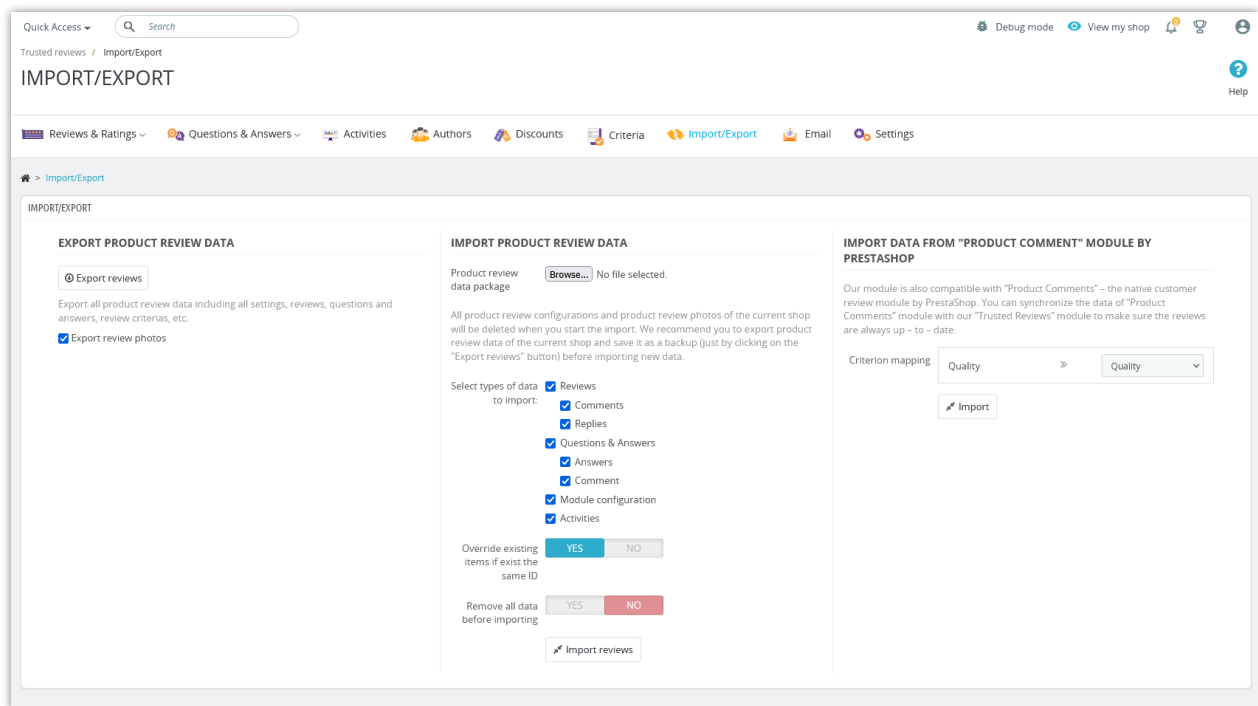 Quick Access
Search
Debug mode
View my shop
2
Trusted reviews / Import/Export
IMPORT/EXPORT
Help
Reviews & Ratings
Questions & Answers
Activities
Authors
Discounts
Criteria
Import/Export
Email
Settings
> Import/Export
IMPORT/EXPORT
EXPORT PRODUCT REVIEW DATA
Export reviews
Export all product review data including all settings, reviews, questions and
answers, review criterias, etc.
Export review photos
IMPORT PRODUCT REVIEW DATA
Product review
data package
Browse... No file selected.
All product review configurations and product review photos of the current shop
will be deleted when you start the import. We recommend you to export product
review data of the current shop and save it as a backup (just by clicking on the
"Export reviews" button) before importing new data.
Select types of data
to import:
Reviews
Comments
Replies
Questions & Answers
Answers
Comment
Module configuration
Activities
Override existing
items if exist the
same ID
YES NO
Remove all data
before importing
YES NO
Import reviews
IMPORT DATA FROM "PRODUCT COMMENT" MODULE BY
PRESTASHOP
Our module is also compatible with “Product Comments” – the native customer
review module by PrestaShop. You can synchronize the data of “Product
Comments” module with our “Trusted Reviews” module to make sure the reviews
are always up – to – date.
Criterion mapping
Quality » Quality
Import